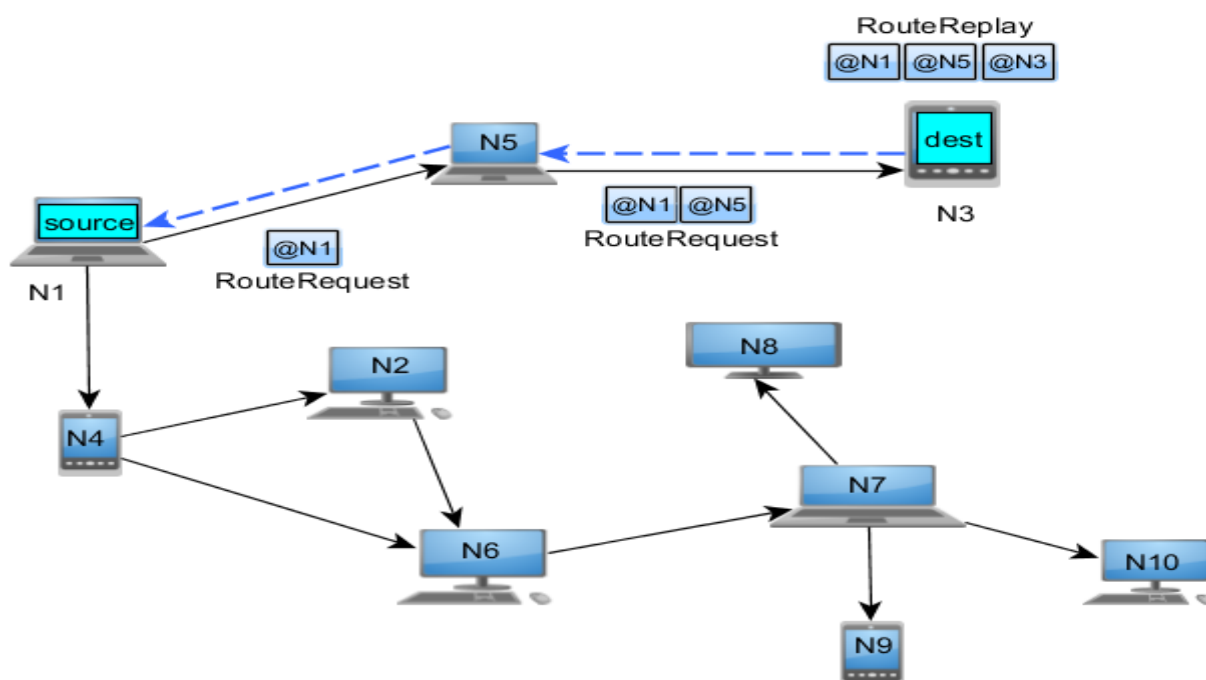 RouteReplay
@N1 @N5 @N3
N5
dest
source
@N1 @N5
N3
@N1
RouteRequest
RouteRequest
N1
N2
N8
N4
N7
N6
N10
N9